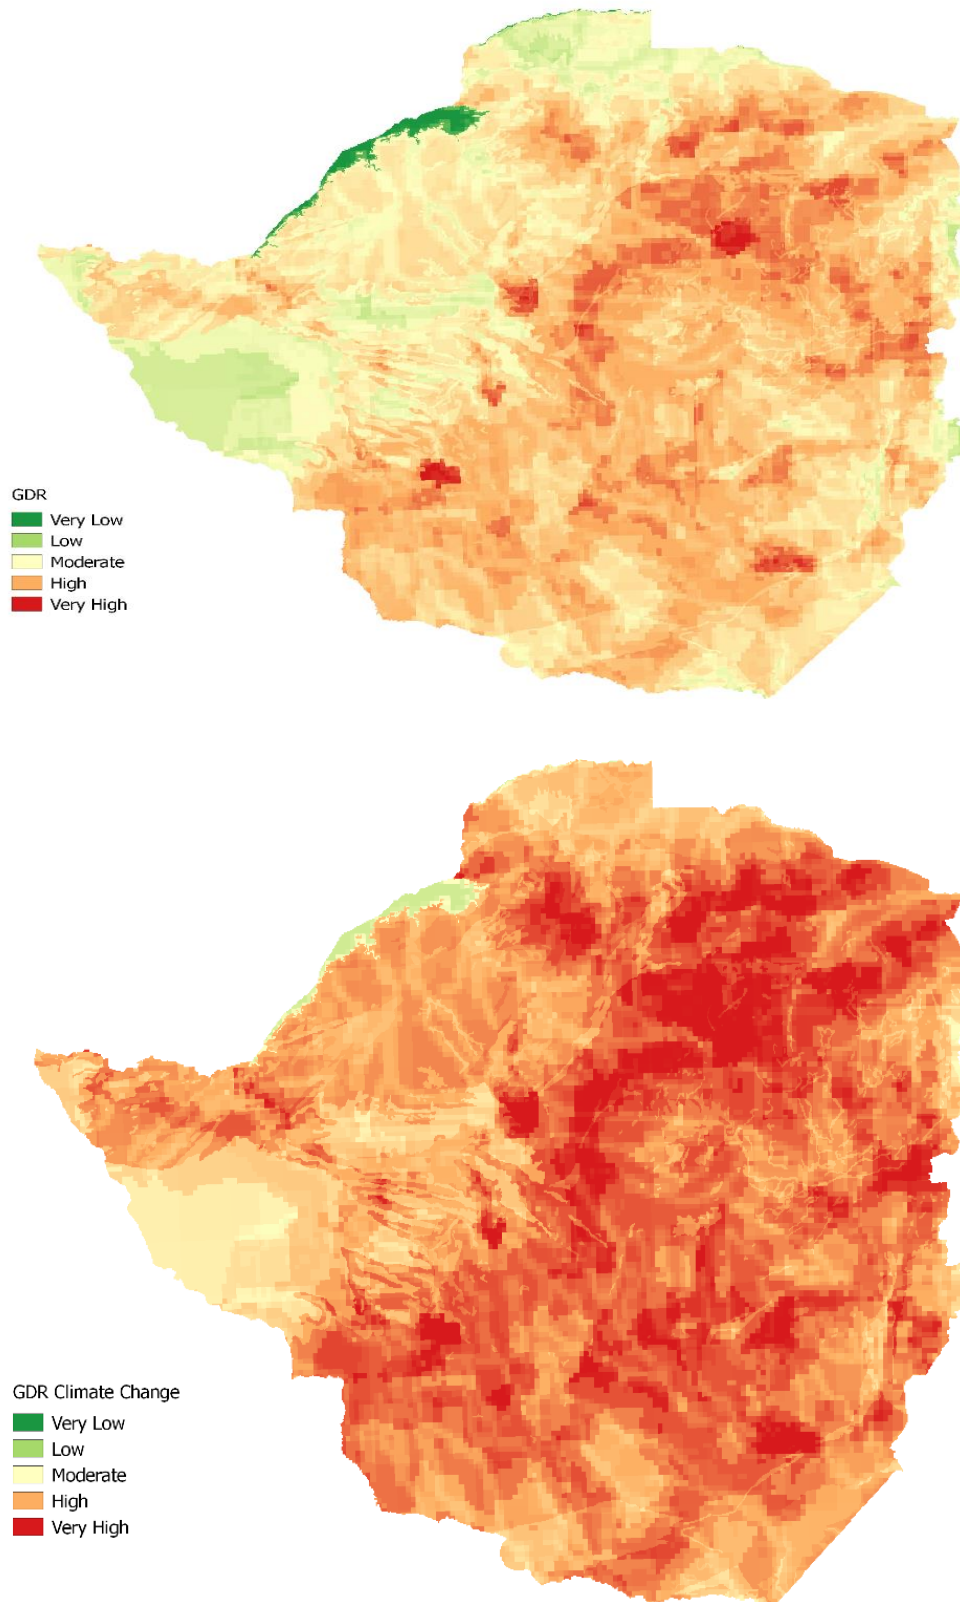 GDR
Very Low
Low
Moderate
High
Very High
GDR Climate Change
Very Low
Low
Moderate
High
Very High